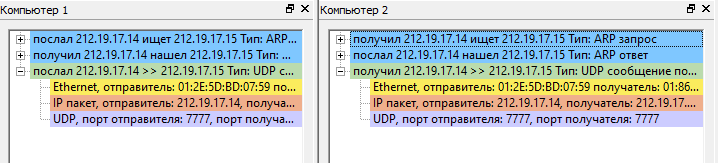 Компьютер 1
послал 212.19.17.14 ищет 212.19.17.15 Тип: ARP...
получил 212.19.17.14 нашел 212.19.17.15 Тип: ...
послал 212.19.17.14 >> 212.19.17.15 Тип: UDP с...
Ethernet, отправитель: 01:2E:5D:BD:07:59 по...
IP пакет, отправитель: 212.19.17.14, получа...
UDP, порт отправителя: 7777, порт получа...
Компьютер 2
получил 212.19.17.14 ищет 212.19.17.15 Тип: ARP запрос
послал 212.19.17.14 нашел 212.19.17.15 Тип: ARP ответ
получил 212.19.17.14 >> 212.19.17.15 Тип: UDP сообщение по...
Ethernet, отправитель: 01:2E:5D:BD:07:59 получатель: 01:86...
IP пакет, отправитель: 212.19.17.14, получатель: 212.19.17....
UDP, порт отправителя: 7777, порт получателя: 7777